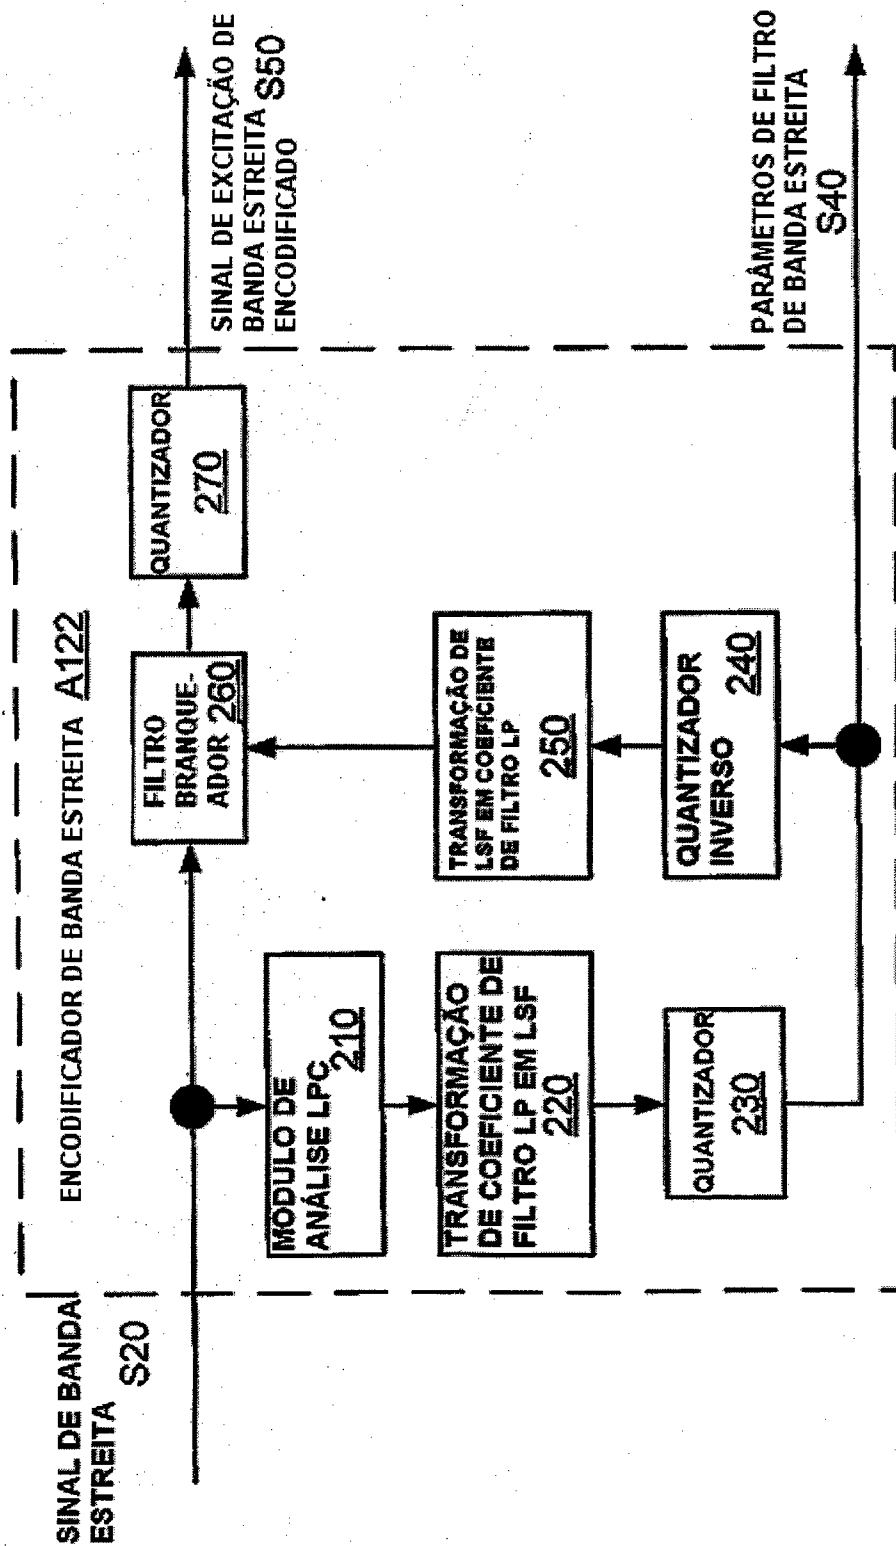 SINAL DE BANDA
ESTREITA
S20
ENCODIFICADOR DE BANDA ESTREITA A122
MODULO DE
ANÁLISE LPC
210
TRANSFORMAÇÃO
DE COEFICIENTE DE
FILTRO LP EM LSF
220
QUANTIZADOR
230
FILTRO
BRANQUE-
ADOR 260
TRANSFORMAÇÃO DE
LSF EM COEFICIENTE
DE FILTRO LP
250
QUANTIZADOR
INVERSO
240
QUANTIZADOR
270
SINAL DE EXCITAÇÃO DE
BANDA ESTREITA S50
ENCODIFICADO
PARÂMETROS DE FILTRO
DE BANDA ESTREITA
S40